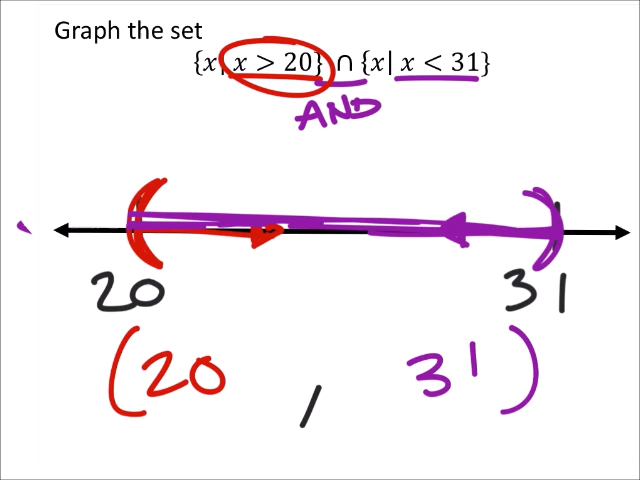 Graph the set
{x| x > 20} ∩ {x| x < 31}
AND
20 31
(20 , 31)